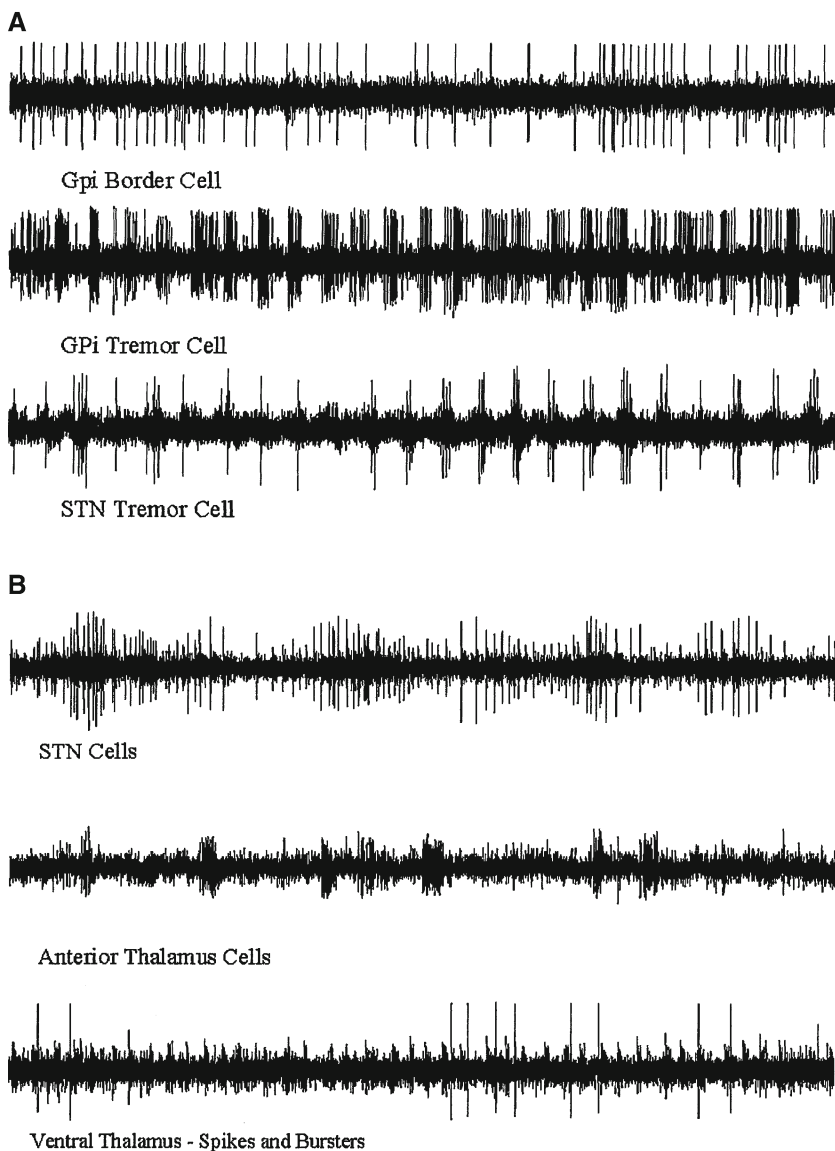 A
Gpi Border Cell
GPi Tremor Cell
STN Tremor Cell
B
STN Cells
Anterior Thalamus Cells
Ventral Thalamus - Spikes and Bursters